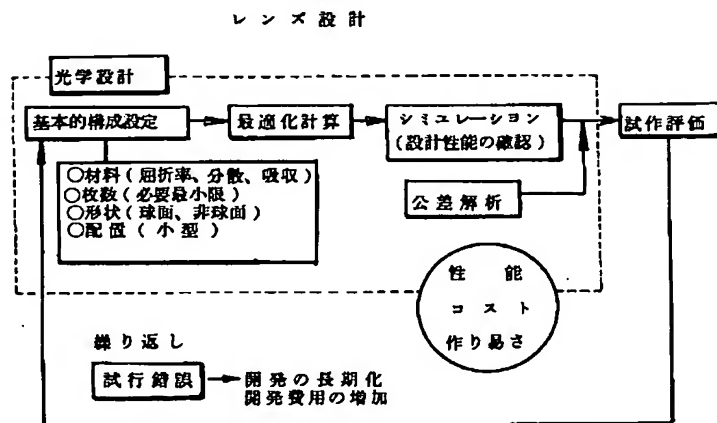 レンズ設計
光学設計
基本的構成設定
最適化計算
シミュレーション
(設計性能の確認)
試作評価
○材料(屈折率、分散、吸収)
○枚数(必要最小限)
○形状(球面、非球面)
○配置(小型)
公差解析
性能
コスト
作り易さ
繰り返し
試行錯誤
開発の長期化
開発費用の増加